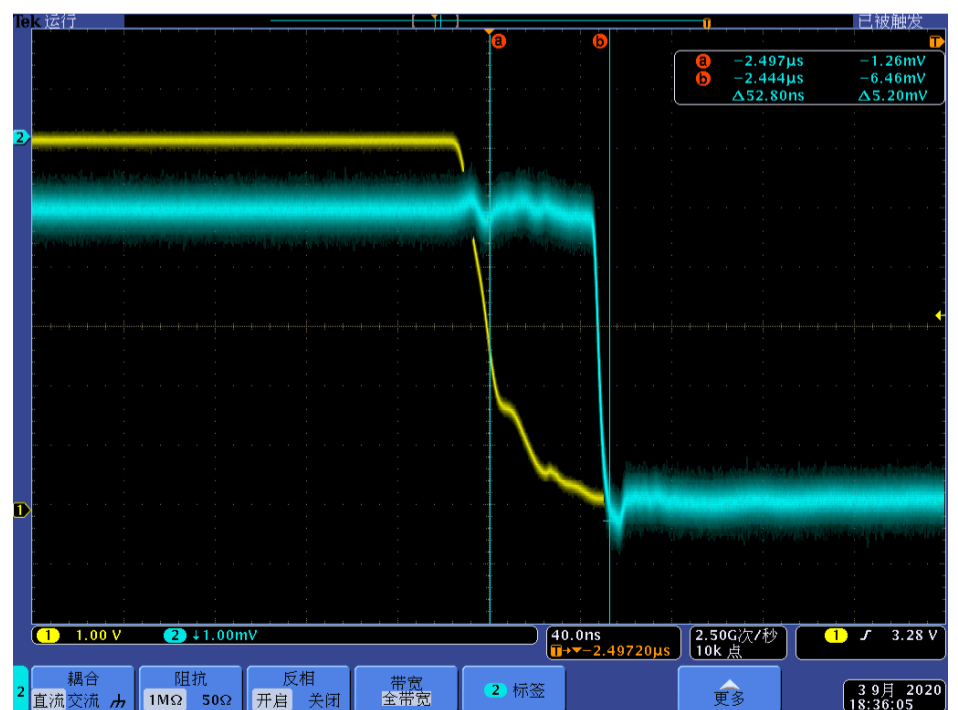 Tek 运行 已被触发
a b T
a −2.497µs −1.26mV
b −2.444µs −6.46mV
Δ52.80ns Δ5.20mV
2
1
1 1.00 V 2 ↓1.00mV 40.0ns 2.50G次/秒 1 3.28 V
T→▼−2.49720µs 10k 点
2
耦合 阻抗 反相 带宽 2 标签 更多
直流 交流 1MΩ 50Ω 开启 关闭 全带宽
3 9月 2020
18:36:05